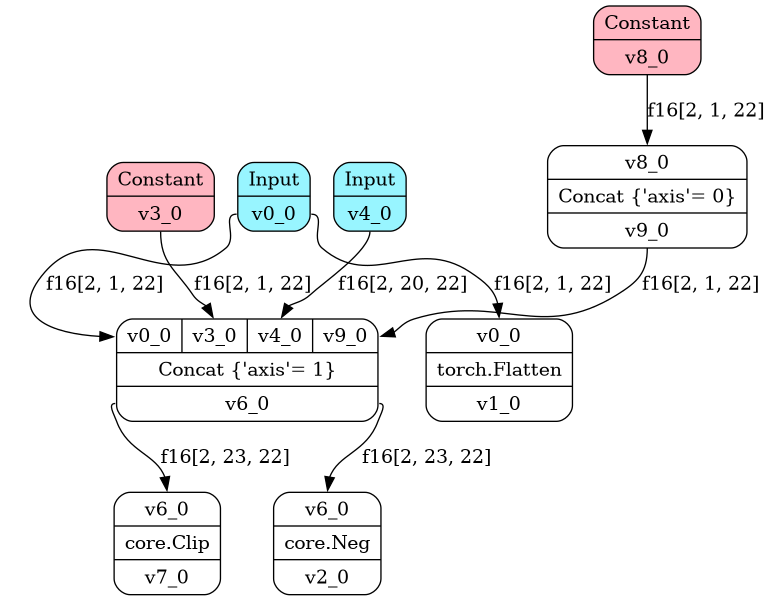 Constant
v8_0
f16[2, 1, 22]
v8_0
Concat {'axis'= 0}
v9_0
Constant
v3_0
Input
v0_0
Input
v4_0
f16[2, 1, 22]
f16[2, 1, 22]
f16[2, 20, 22]
f16[2, 1, 22]
f16[2, 1, 22]
v0_0 v3_0 v4_0 v9_0
Concat {'axis'= 1}
v6_0
v0_0
torch.Flatten
v1_0
f16[2, 23, 22]
f16[2, 23, 22]
v6_0
core.Clip
v7_0
v6_0
core.Neg
v2_0